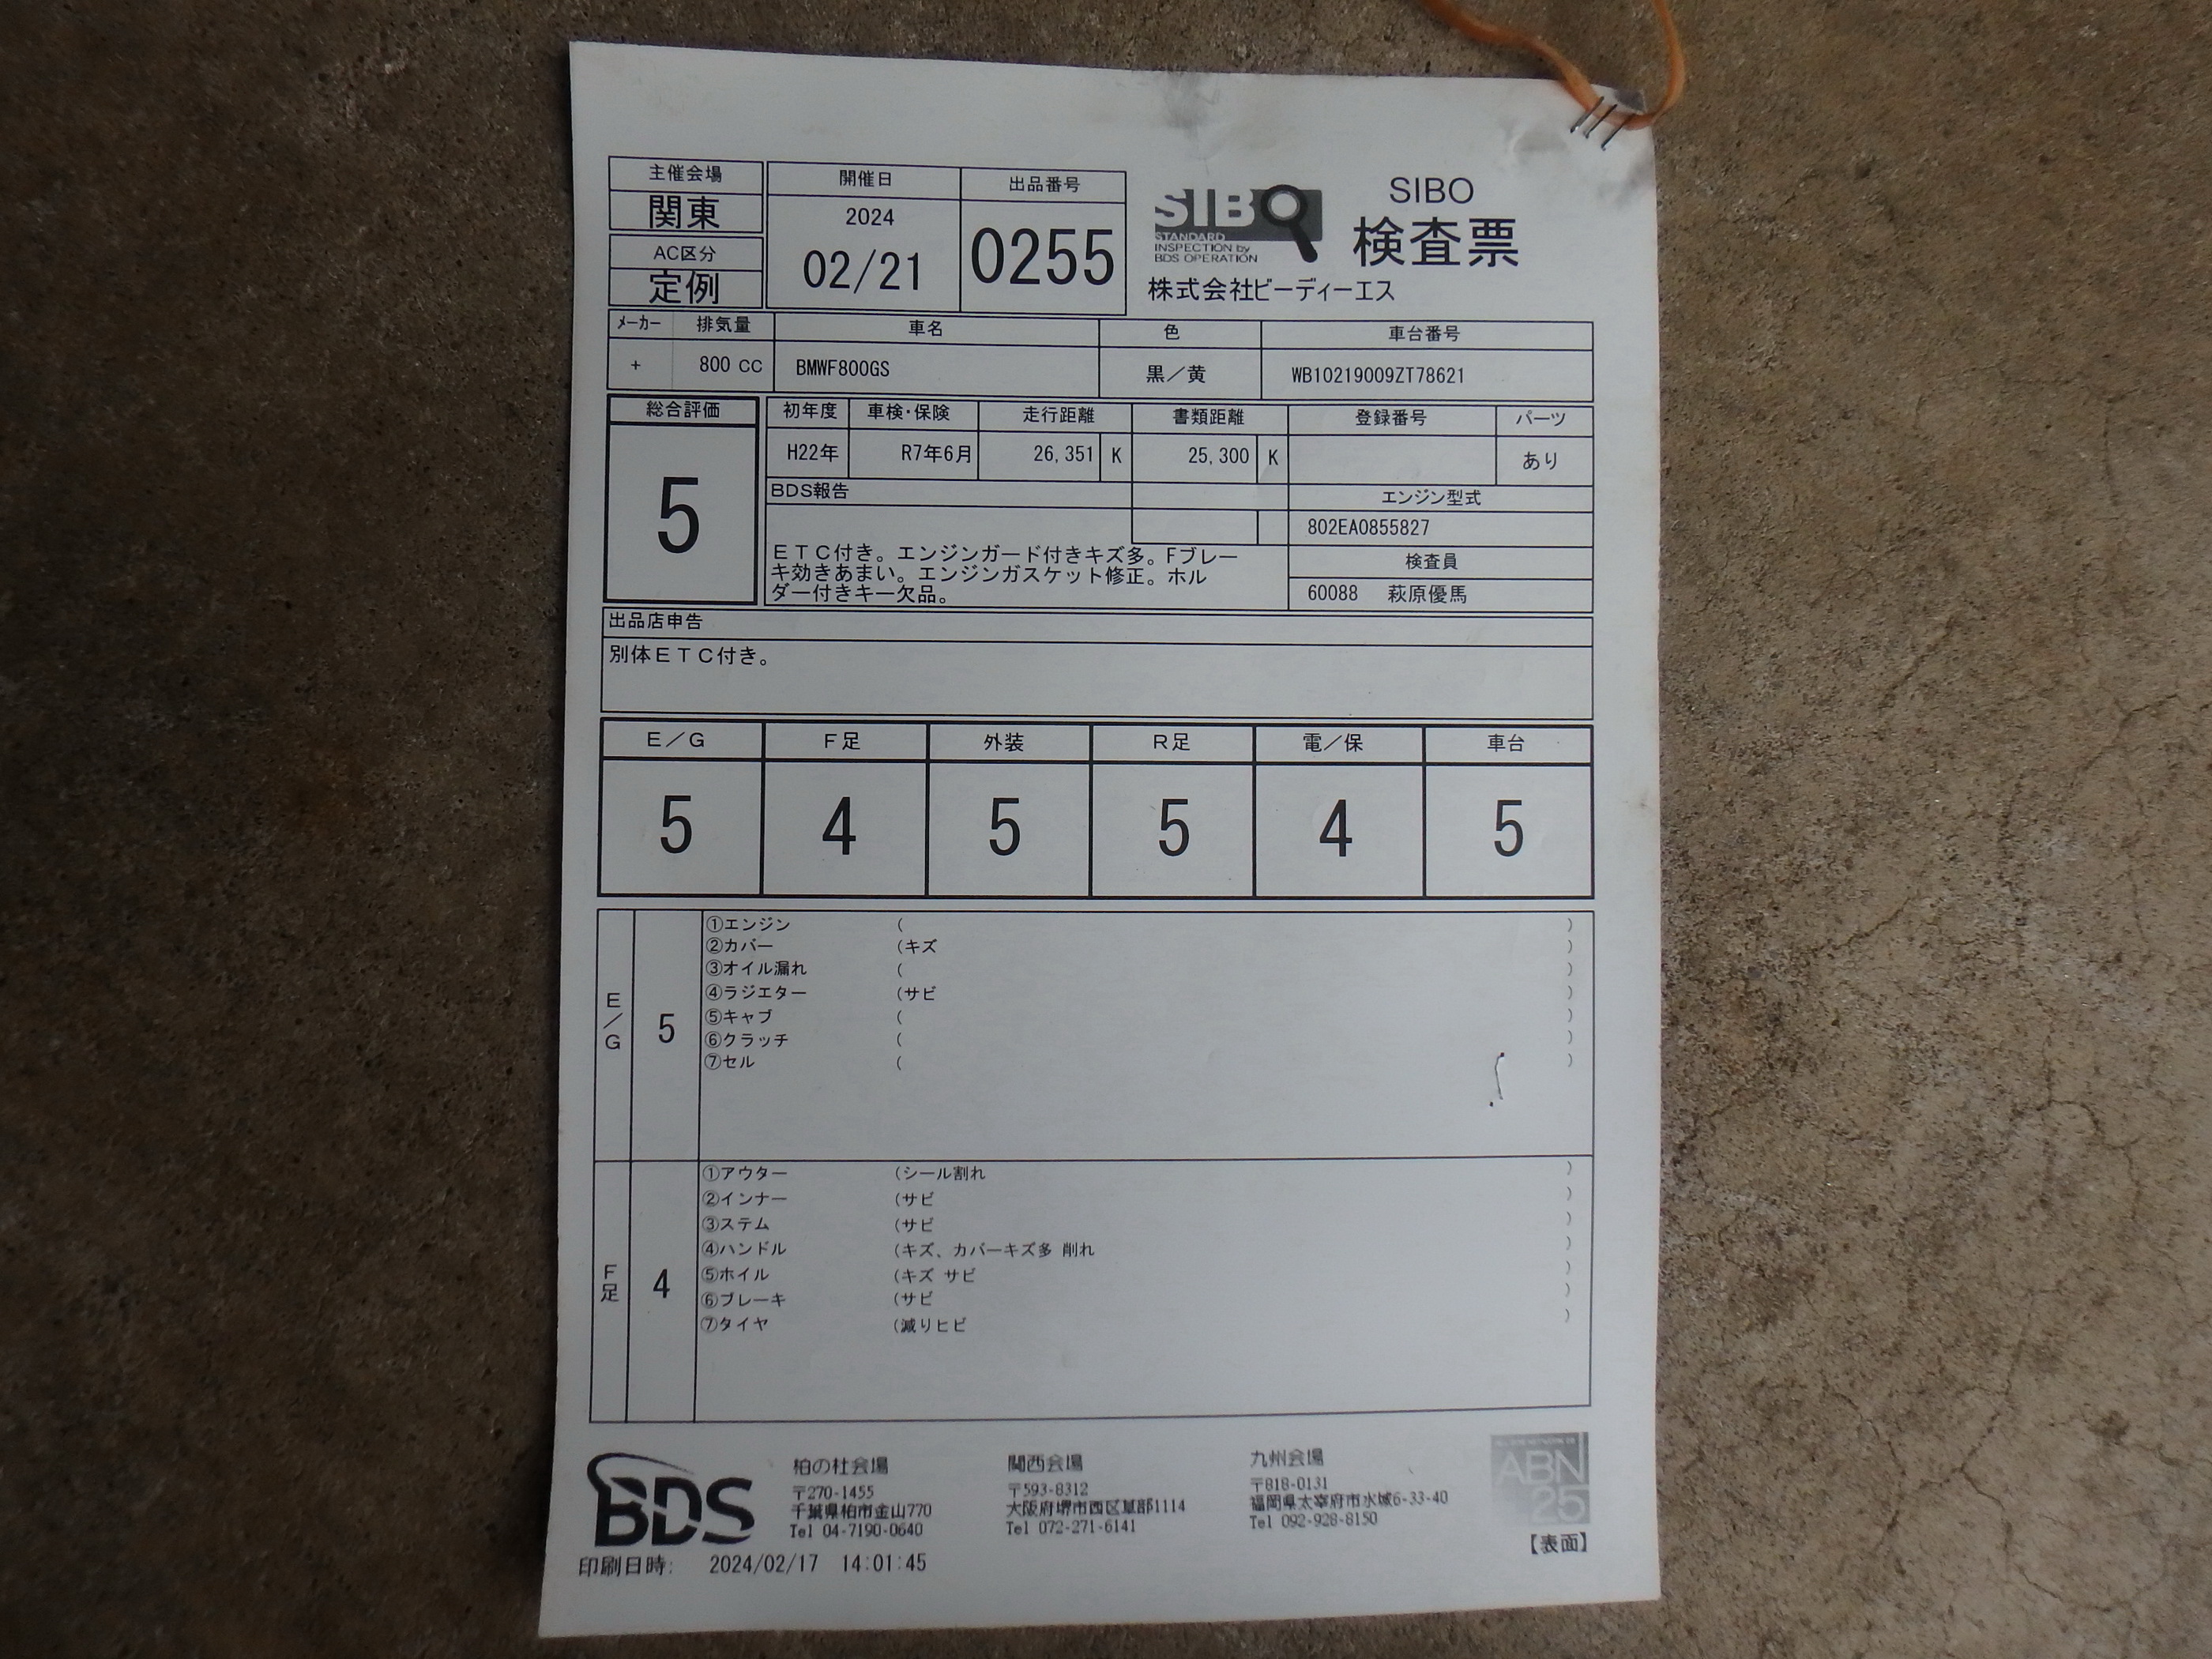 主催会場
関東
AC区分
定例
開催日
2024
02/21
出品番号
0255
SIBO
STANDARD
INSPECTION by
BDS OPERATION
SIBO
検査票
株式会社ビーディーエス
メーカー 排気量 車名 色 車台番号
+ 800 CC BMWF800GS 黒／黄 WB10219009ZT78621
総合評価
5
初年度 車検・保険 走行距離 書類距離 登録番号 パーツ
H22年 R7年6月 26,351 K 25,300 K あり
BDS報告
ＥＴＣ付き。エンジンガード付きキズ多。Fブレー
キ効きあまい。エンジンガスケット修正。ホル
ダー付きキー欠品。
エンジン型式
802EA0855827
検査員
60088 萩原優馬
出品店申告
別体ＥＴＣ付き。
Ｅ／Ｇ Ｆ足 外装 Ｒ足 電／保 車台
5 4 5 5 4 5
Ｅ／Ｇ
5
①エンジン ( )
②カバー (キズ )
③オイル漏れ ( )
④ラジエター (サビ )
⑤キャブ ( )
⑥クラッチ ( )
⑦セル ( )
Ｆ足
4
①アウター (シール割れ )
②インナー (サビ )
③ステム (サビ )
④ハンドル (キズ、カバーキズ多 削れ )
⑤ホイル (キズ サビ )
⑥ブレーキ (サビ )
⑦タイヤ (減りヒビ )
BDS
柏の杜会場
〒270-1455
千葉県柏市金山770
Tel 04-7190-0640
関西会場
〒593-8312
大阪府堺市西区草部1114
Tel 072-271-6141
九州会場
〒818-0131
福岡県太宰府市水城6-33-40
Tel 092-928-8150
ABN
25
【表面】
印刷日時: 2024/02/17 14:01:45